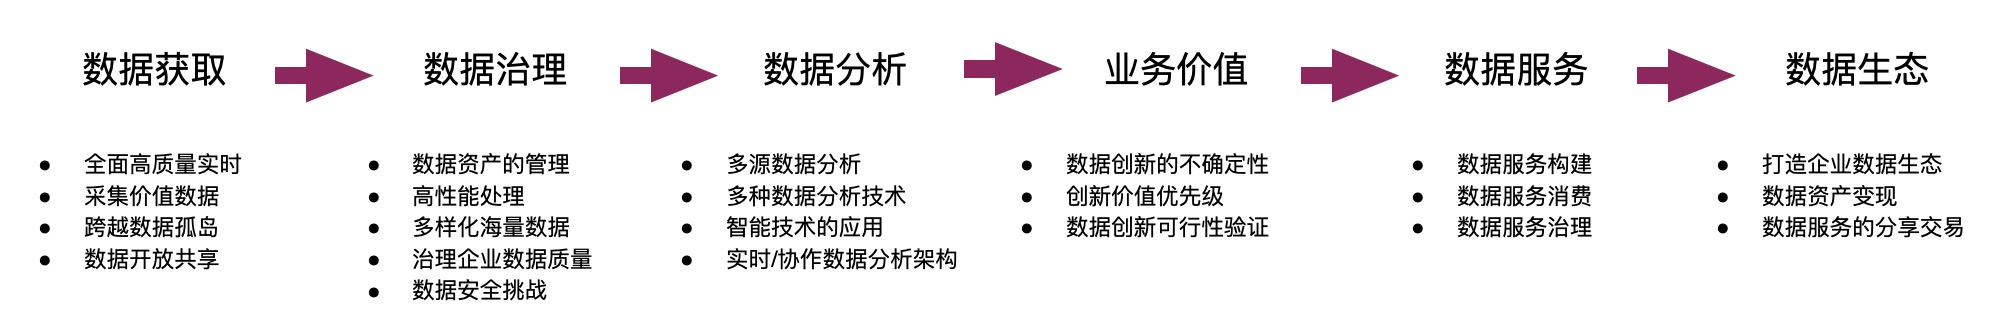 数据获取
数据治理
数据分析
业务价值
数据服务
数据生态
● 全面高质量实时
● 采集价值数据
● 跨越数据孤岛
● 数据开放共享
● 数据资产的管理
● 高性能处理
● 多样化海量数据
● 治理企业数据质量
● 数据安全挑战
● 多源数据分析
● 多种数据分析技术
● 智能技术的应用
● 实时/协作数据分析架构
● 数据创新的不确定性
● 创新价值优先级
● 数据创新可行性验证
● 数据服务构建
● 数据服务消费
● 数据服务治理
● 打造企业数据生态
● 数据资产变现
● 数据服务的分享交易